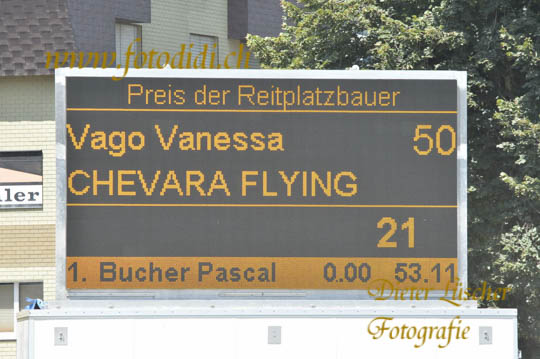 www.fotodidi.ch
Preis der Reitplatzbauer
Vago Vanessa 50
CHEVARA FLYING
21
1. Bucher Pascal 0.00 53.11
Dieter Lüscher
Fotografie